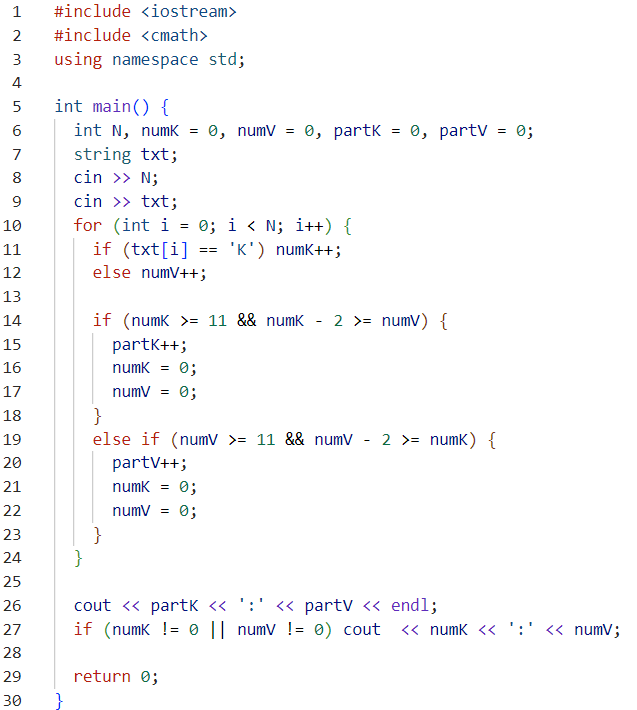 1 #include <iostream>
2 #include <cmath>
3 using namespace std;
4
5 int main() {
6   int N, numK = 0, numV = 0, partK = 0, partV = 0;
7   string txt;
8   cin >> N;
9   cin >> txt;
10   for (int i = 0; i < N; i++) {
11     if (txt[i] == 'K') numK++;
12     else numV++;
13
14     if (numK >= 11 && numK - 2 >= numV) {
15       partK++;
16       numK = 0;
17       numV = 0;
18     }
19     else if (numV >= 11 && numV - 2 >= numK) {
20       partV++;
21       numK = 0;
22       numV = 0;
23     }
24   }
25
26   cout << partK << ':' << partV << endl;
27   if (numK != 0 || numV != 0) cout  << numK << ':' << numV;
28
29   return 0;
30 }